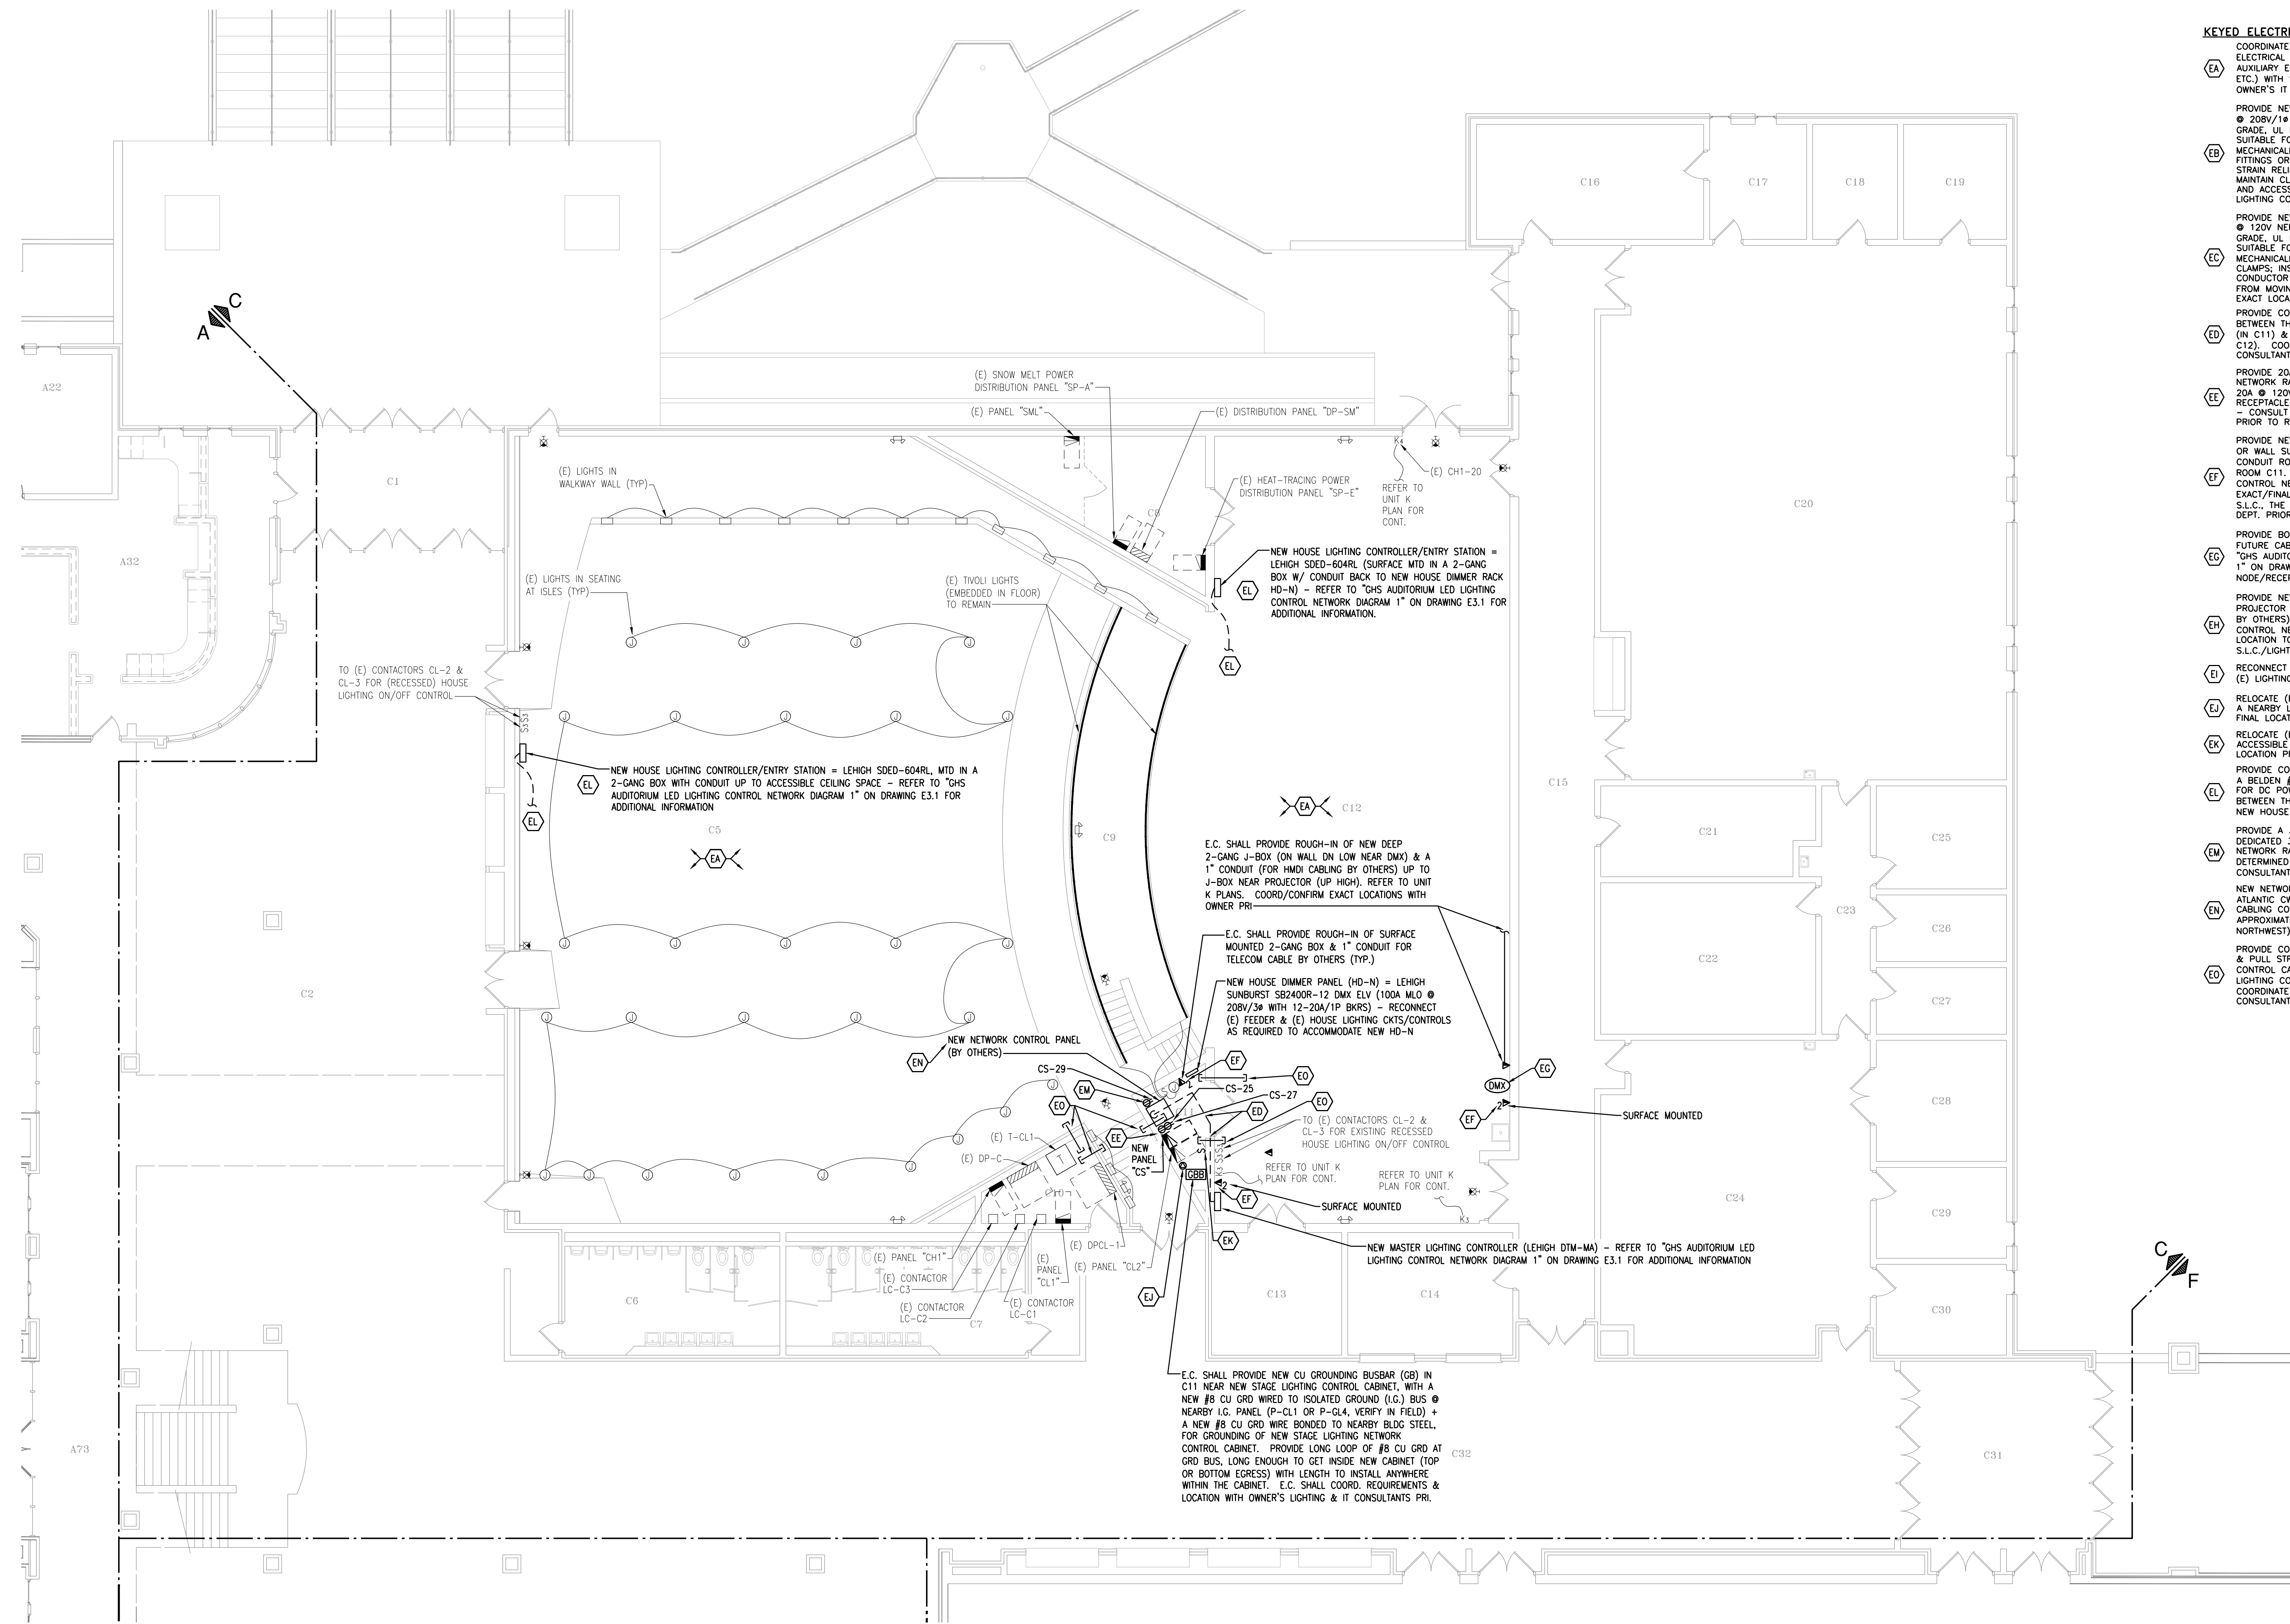 KEYED ELECTRI
EA
COORDINATE
ELECTRICAL
AUXILIARY E
ETC.) WITH
OWNER'S IT
EB
PROVIDE NE
@ 208V/1ø
GRADE, UL
SUITABLE FO
MECHANICAL
FITTINGS OR
STRAIN RELI
MAINTAIN CL
AND ACCESS
LIGHTING CO
EC
PROVIDE NE
@ 120V NE
GRADE, UL
SUITABLE FO
MECHANICAL
CLAMPS; INS
CONDUCTOR
FROM MOVIN
EXACT LOCA
ED
PROVIDE CO
BETWEEN TH
(IN C11) &
C12). COO
CONSULTANT
EE
PROVIDE 20A
NETWORK RA
20A @ 120V
RECEPTACLE
- CONSULT
PRIOR TO R
EF
PROVIDE NE
OR WALL SU
CONDUIT RO
ROOM C11.
CONTROL NE
EXACT/FINAL
S.L.C., THE
DEPT. PRIOR
EG
PROVIDE BO
FUTURE CAB
"GHS AUDITO
1" ON DRAW
NODE/RECEP
EH
PROVIDE NE
PROJECTOR
BY OTHERS)
CONTROL NE
LOCATION TO
S.L.C./LIGHT
EI
RECONNECT
(E) LIGHTING
EJ
RELOCATE (
A NEARBY L
FINAL LOCAT
EK
RELOCATE (
ACCESSIBLE
LOCATION P
EL
PROVIDE CO
A BELDEN #
FOR DC POW
BETWEEN TH
NEW HOUSE
EM
PROVIDE A
DEDICATED 3
NETWORK RA
DETERMINED
CONSULTANT
EN
NEW NETWOR
ATLANTIC CW
CABLING CO
APPROXIMAT
NORTHWEST)
EO
PROVIDE CO
& PULL STR
CONTROL CA
LIGHTING CO
COORDINATE
CONSULTANT
C
A
A22
A32
C1
C2
A73
C16
C17
C18
C19
C20
C15
C21
C22
C23
C24
C25
C26
C27
C28
C29
C30
C31
C32
C
F
(E) SNOW MELT POWER
DISTRIBUTION PANEL "SP-A"
(E) PANEL "SML"
(E) DISTRIBUTION PANEL "DP-SM"
(E) HEAT-TRACING POWER
DISTRIBUTION PANEL "SP-E"
C8
K4
(E) CH1-20
REFER TO
UNIT K
PLAN FOR
CONT.
(E) LIGHTS IN
WALKWAY WALL (TYP)
(E) LIGHTS IN SEATING
AT ISLES (TYP)
(E) TIVOLI LIGHTS
(EMBEDDED IN FLOOR)
TO REMAIN
EL
NEW HOUSE LIGHTING CONTROLLER/ENTRY STATION =
LEHIGH SDED-604RL (SURFACE MTD IN A 2-GANG
BOX W/ CONDUIT BACK TO NEW HOUSE DIMMER RACK
HD-N) - REFER TO "GHS AUDITORIUM LED LIGHTING
CONTROL NETWORK DIAGRAM 1" ON DRAWING E3.1 FOR
ADDITIONAL INFORMATION.
EL
TO (E) CONTACTORS CL-2 &
CL-3 FOR (RECESSED) HOUSE
LIGHTING ON/OFF CONTROL
S3S3
EL
NEW HOUSE LIGHTING CONTROLLER/ENTRY STATION = LEHIGH SDED-604RL, MTD IN A
2-GANG BOX WITH CONDUIT UP TO ACCESSIBLE CEILING SPACE - REFER TO "GHS
AUDITORIUM LED LIGHTING CONTROL NETWORK DIAGRAM 1" ON DRAWING E3.1 FOR
ADDITIONAL INFORMATION
EL
C5
EA
C9
EA
C12
E.C. SHALL PROVIDE ROUGH-IN OF NEW DEEP
2-GANG J-BOX (ON WALL DN LOW NEAR DMX) & A
1" CONDUIT (FOR HMDI CABLING BY OTHERS) UP TO
J-BOX NEAR PROJECTOR (UP HIGH). REFER TO UNIT
K PLANS. COORD/CONFIRM EXACT LOCATIONS WITH
OWNER PRI
E.C. SHALL PROVIDE ROUGH-IN OF SURFACE
MOUNTED 2-GANG BOX & 1" CONDUIT FOR
TELECOM CABLE BY OTHERS (TYP.)
NEW HOUSE DIMMER PANEL (HD-N) = LEHIGH
SUNBURST SB2400R-12 DMX ELV (100A MLO @
208V/3ø WITH 12-20A/1P BKRS) - RECONNECT
(E) FEEDER & (E) HOUSE LIGHTING CKTS/CONTROLS
AS REQUIRED TO ACCOMMODATE NEW HD-N
EN
NEW NETWORK CONTROL PANEL
(BY OTHERS)
CS-29
EM
EO
EE
EF
2
EO
CS-25
CS-27
ED
EO
TO (E) CONTACTORS CL-2 &
CL-3 FOR EXISTING RECESSED
HOUSE LIGHTING ON/OFF CONTROL
DMX
EG
EF
2
SURFACE MOUNTED
NEW
PANEL
"CS"
GBB
K3 S3S3
REFER TO UNIT K
PLAN FOR CONT.
REFER TO UNIT K
PLAN FOR CONT.
K3
2
EF
SURFACE MOUNTED
EK
EJ
(E) T-CL1
T
(E) DP-C
C10
(E) PANEL "CH1"
(E) CONTACTOR
LC-C3
(E) CONTACTOR
LC-C2
(E) CONTACTOR
LC-C1
(E)
PANEL
"CL1"
(E) DPCL-1
(E) PANEL "CL2"
C6
C7
C13
C14
NEW MASTER LIGHTING CONTROLLER (LEHIGH DTM-MA) - REFER TO "GHS AUDITORIUM LED
LIGHTING CONTROL NETWORK DIAGRAM 1" ON DRAWING E3.1 FOR ADDITIONAL INFORMATION
E.C. SHALL PROVIDE NEW CU GROUNDING BUSBAR (GB) IN
C11 NEAR NEW STAGE LIGHTING CONTROL CABINET, WITH A
NEW #8 CU GRD WIRED TO ISOLATED GROUND (I.G.) BUS @
NEARBY I.G. PANEL (P-CL1 OR P-GL4, VERIFY IN FIELD) +
A NEW #8 CU GRD WIRE BONDED TO NEARBY BLDG STEEL,
FOR GROUNDING OF NEW STAGE LIGHTING NETWORK
CONTROL CABINET. PROVIDE LONG LOOP OF #8 CU GRD AT
GRD BUS, LONG ENOUGH TO GET INSIDE NEW CABINET (TOP
OR BOTTOM EGRESS) WITH LENGTH TO INSTALL ANYWHERE
WITHIN THE CABINET. E.C. SHALL COORD. REQUIREMENTS &
LOCATION WITH OWNER'S LIGHTING & IT CONSULTANTS PRI.